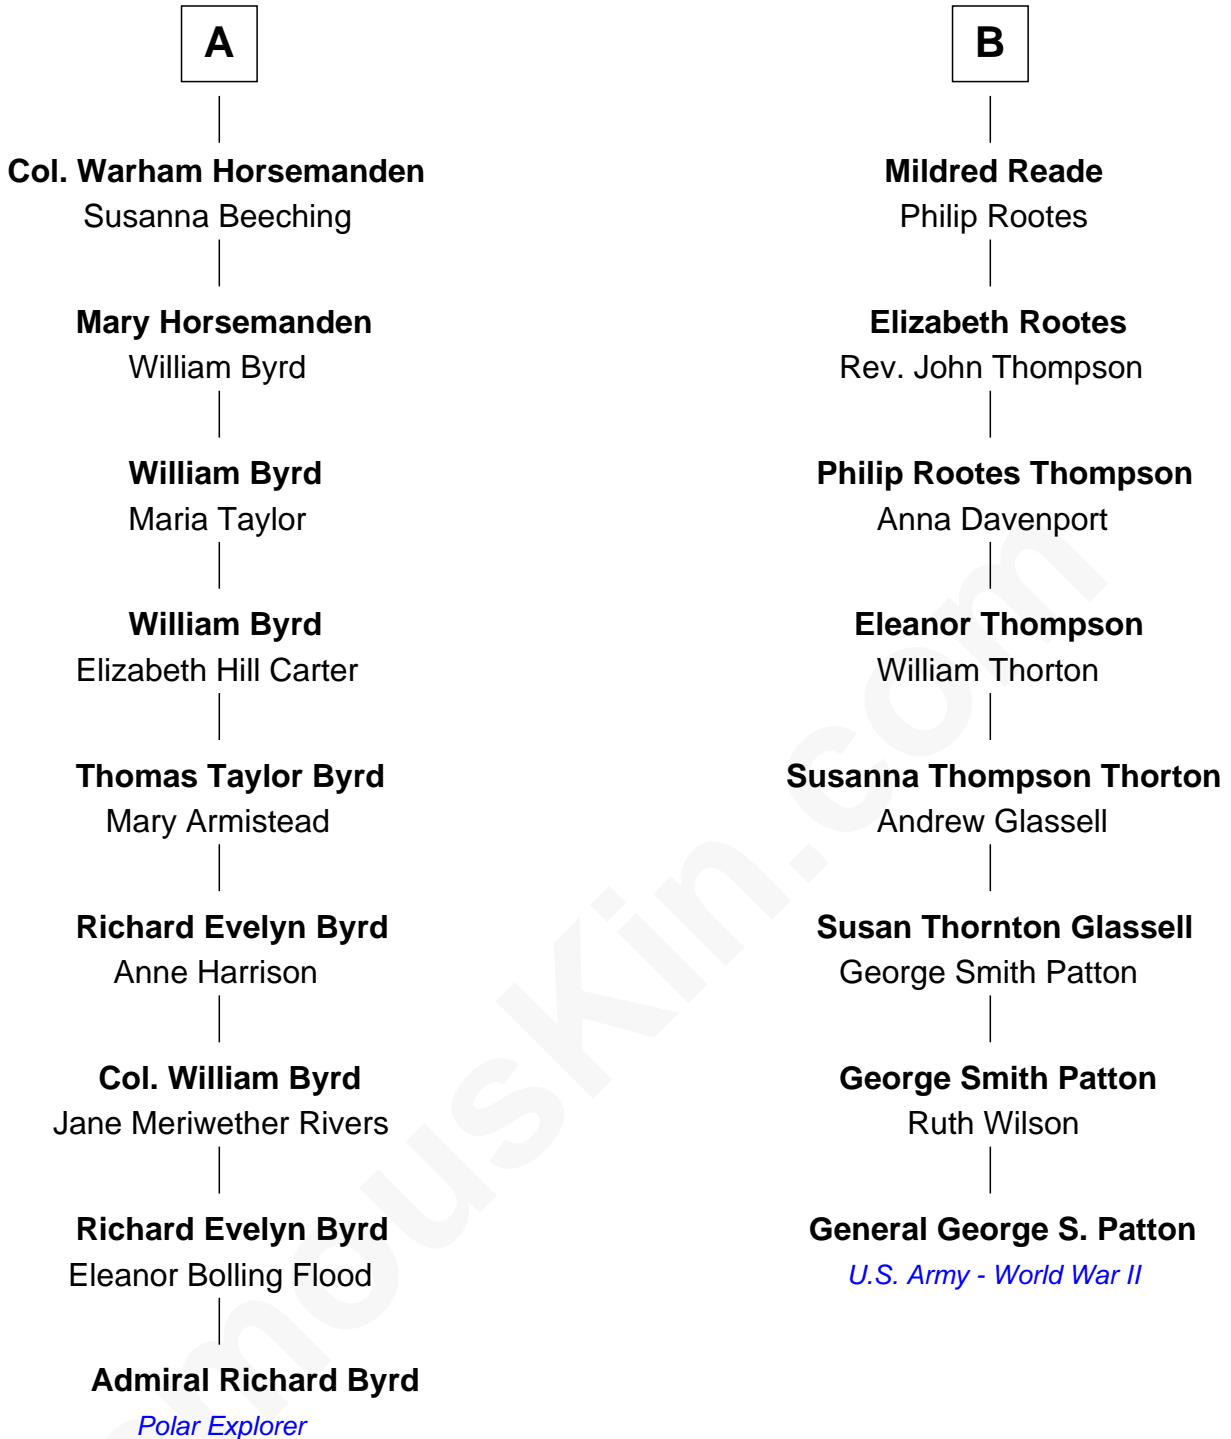 A
Col. Warham Horsemanden
Susanna Beeching
Mary Horsemanden
William Byrd
William Byrd
Maria Taylor
William Byrd
Elizabeth Hill Carter
Thomas Taylor Byrd
Mary Armistead
Richard Evelyn Byrd
Anne Harrison
Col. William Byrd
Jane Meriwether Rivers
Richard Evelyn Byrd
Eleanor Bolling Flood
Admiral Richard Byrd
Polar Explorer
B
Mildred Reade
Philip Rootes
Elizabeth Rootes
Rev. John Thompson
Philip Rootes Thompson
Anna Davenport
Eleanor Thompson
William Thorton
Susanna Thompson Thorton
Andrew Glassell
Susan Thornton Glassell
George Smith Patton
George Smith Patton
Ruth Wilson
General George S. Patton
U.S. Army - World War II
mousKin.com